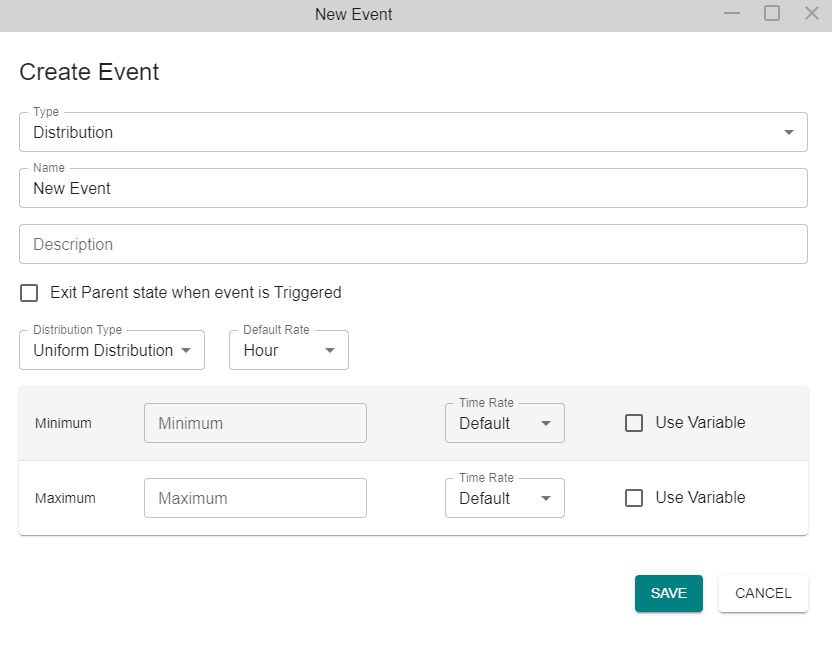 New Event
Create Event
Type
Distribution
Name
New Event
Description
Exit Parent state when event is Triggered
Distribution Type
Uniform Distribution
Default Rate
Hour
Minimum
Minimum
Time Rate
Default
Use Variable
Maximum
Maximum
Time Rate
Default
Use Variable
SAVE
CANCEL